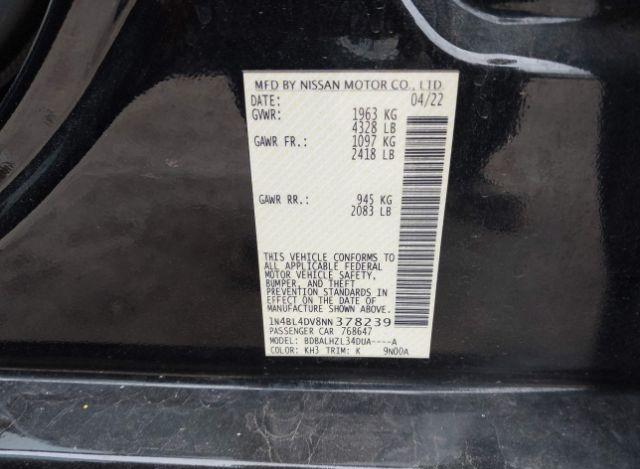 MFD BY NISSAN MOTOR CO., LTD
DATE: 04/22
GVWR: 1963 KG
4328 LB
GAWR FR.: 1097 KG
2418 LB
GAWR RR.: 945 KG
2083 LB
THIS VEHICLE CONFORMS TO
ALL APPLICABLE FEDERAL
MOTOR VEHICLE SAFETY,
BUMPER, AND THEFT
PREVENTION STANDARDS IN
EFFECT ON THE DATE OF
MANUFACTURE SHOWN ABOVE.
1N4BL4DV8NN378239
PASSENGER CAR 768647
MODEL: BDBALHZL34DUA----A
COLOR: KH3 TRIM: K 9N00A